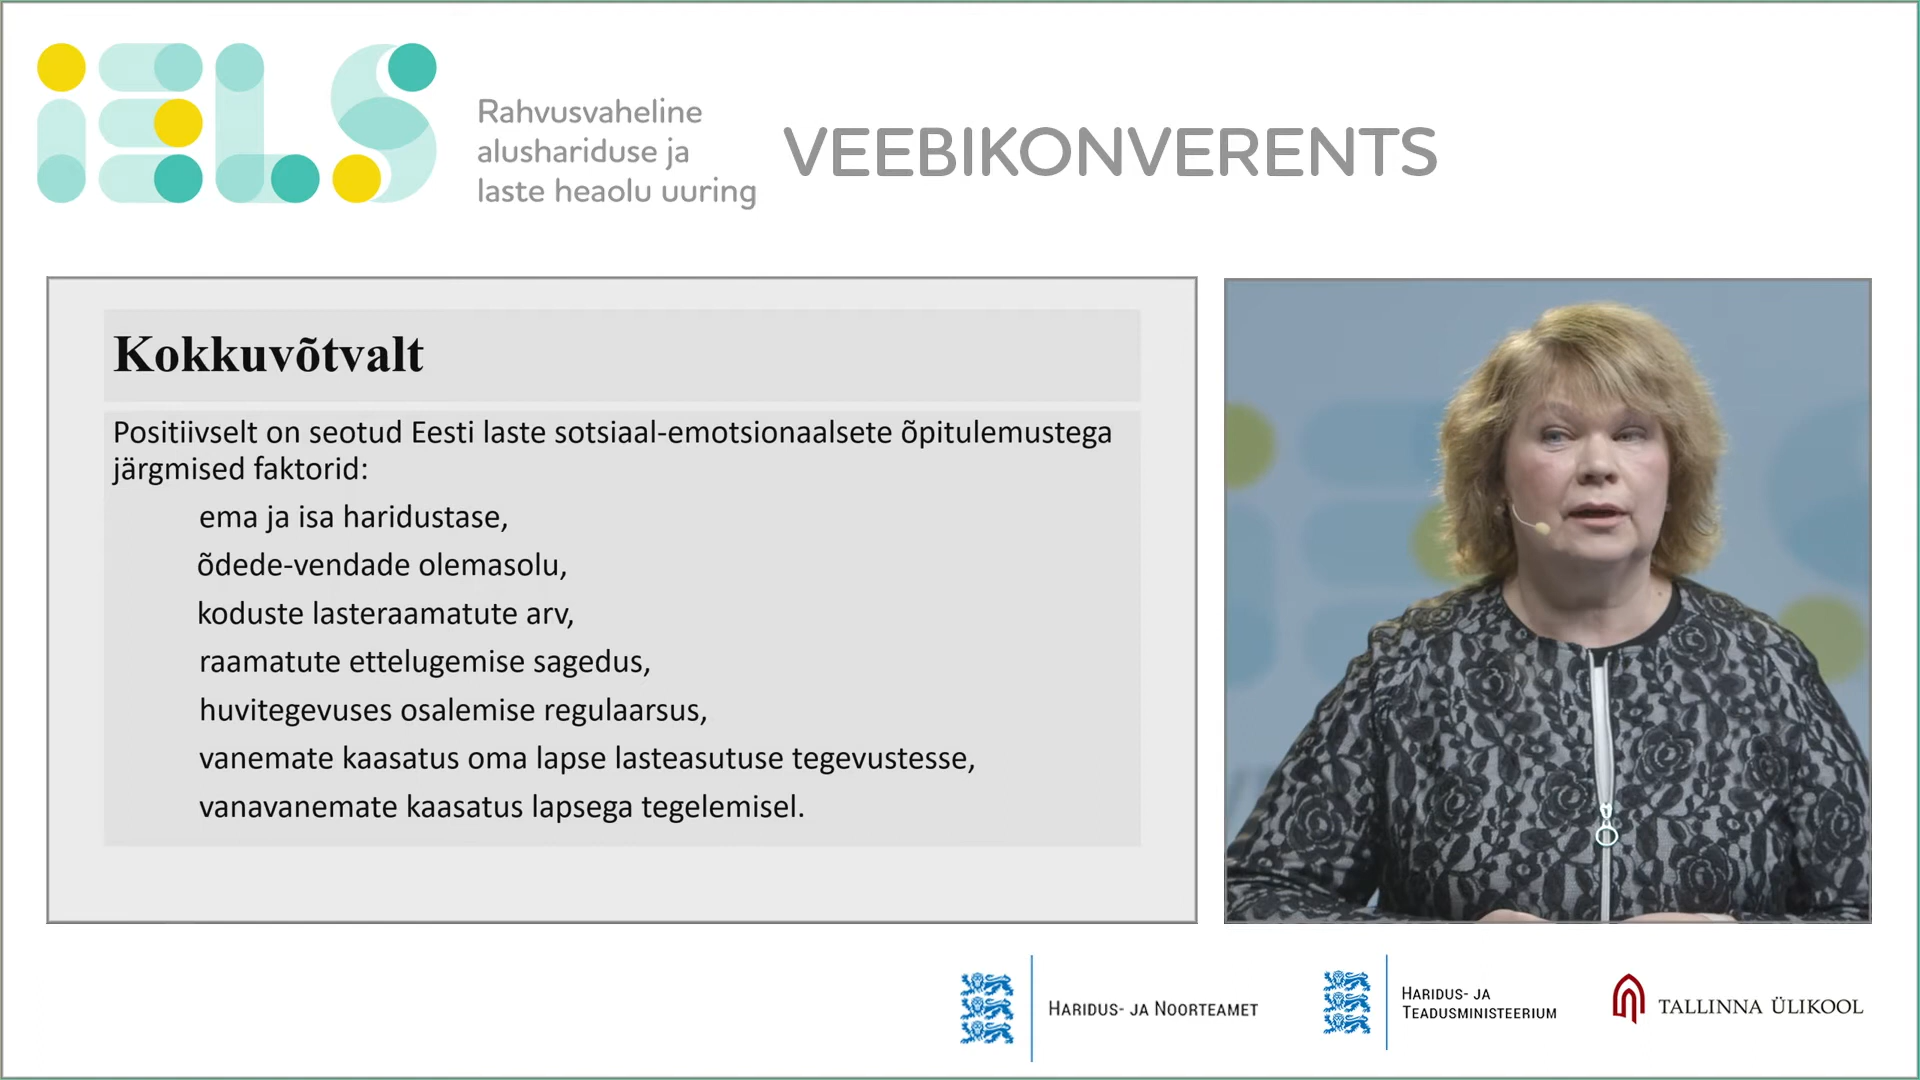 iELS
Rahvusvaheline
alushariduse ja
laste heaolu uuring
VEEBIKONVERENTS
Kokkuvõtvalt
Positiivselt on seotud Eesti laste sotsiaal-emotsionaalsete õpitulemustega
järgmised faktorid:
ema ja isa haridustase,
õdede-vendade olemasolu,
koduste lasteraamatute arv,
raamatute ettelugemise sagedus,
huvitegevuses osalemise regulaarsus,
vanemate kaasatus oma lapse lasteasutuse tegevustesse,
vanavanemate kaasatus lapsega tegelemisel.
HARIDUS- JA NOORTEAMET
HARIDUS- JA
TEADUSMINISTEERIUM
TALLINNA ÜLIKOOL